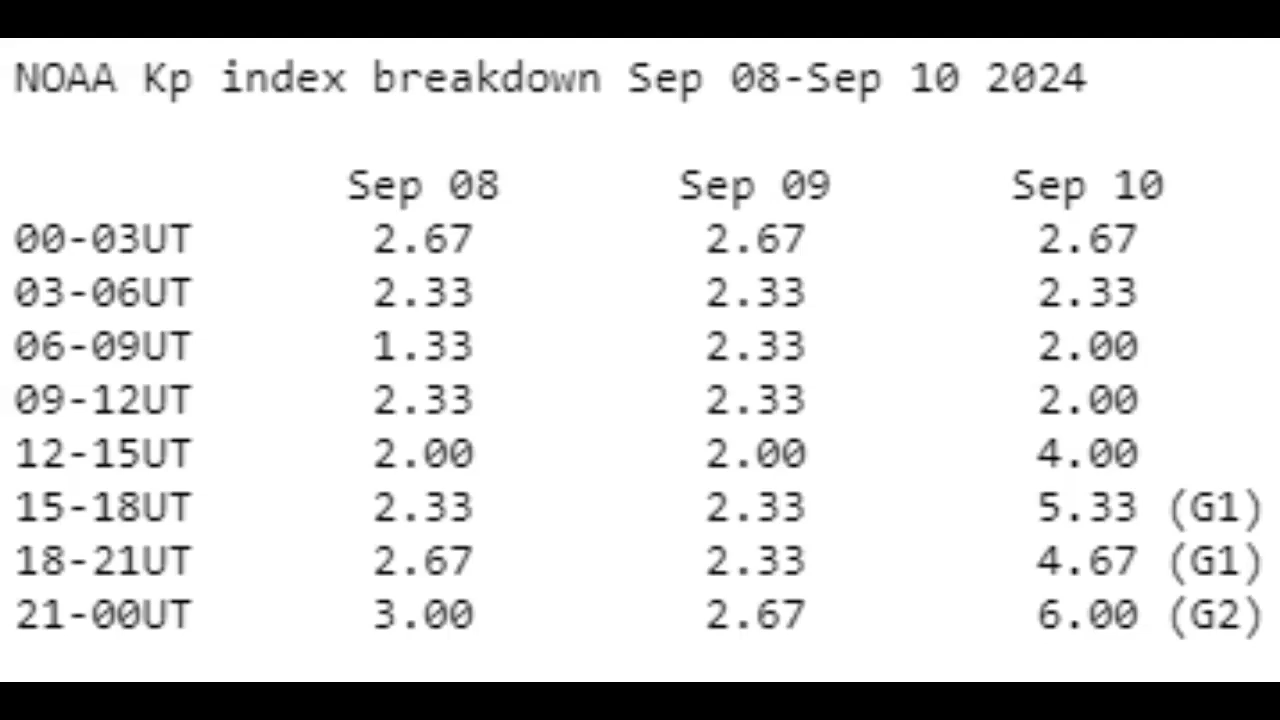 NOAA Kp index breakdown Sep 08-Sep 10 2024
Sep 08 Sep 09 Sep 10
00-03UT 2.67 2.67 2.67
03-06UT 2.33 2.33 2.33
06-09UT 1.33 2.33 2.00
09-12UT 2.33 2.33 2.00
12-15UT 2.00 2.00 4.00
15-18UT 2.33 2.33 5.33 (G1)
18-21UT 2.67 2.33 4.67 (G1)
21-00UT 3.00 2.67 6.00 (G2)